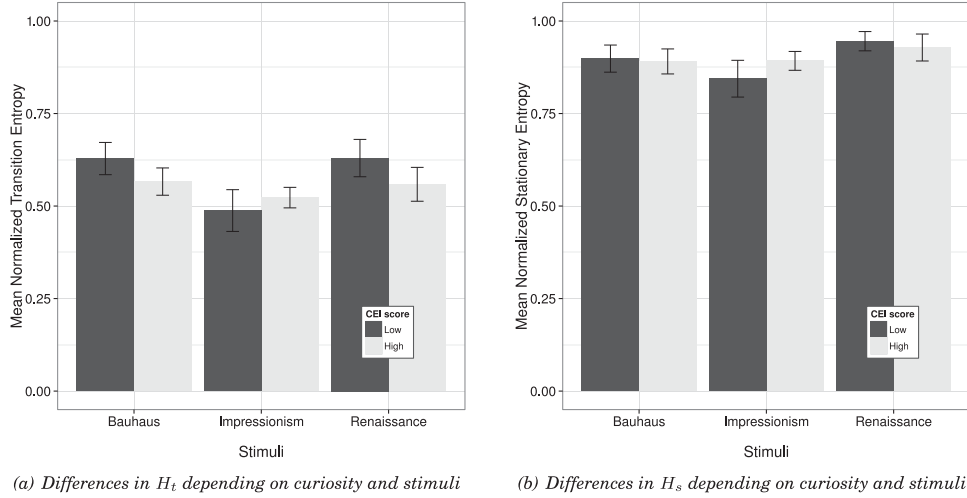 Mean Normalized Transition Entropy
1.00
0.75
0.50
0.25
0.00
CEI score
Low
High
Bauhaus Impressionism Renaissance
Stimuli
(a) Differences in Hₜ depending on curiosity and stimuli
Mean Normalized Stationary Entropy
1.00
0.75
0.50
0.25
0.00
CEI score
Low
High
Bauhaus Impressionism Renaissance
Stimuli
(b) Differences in Hₛ depending on curiosity and stimuli